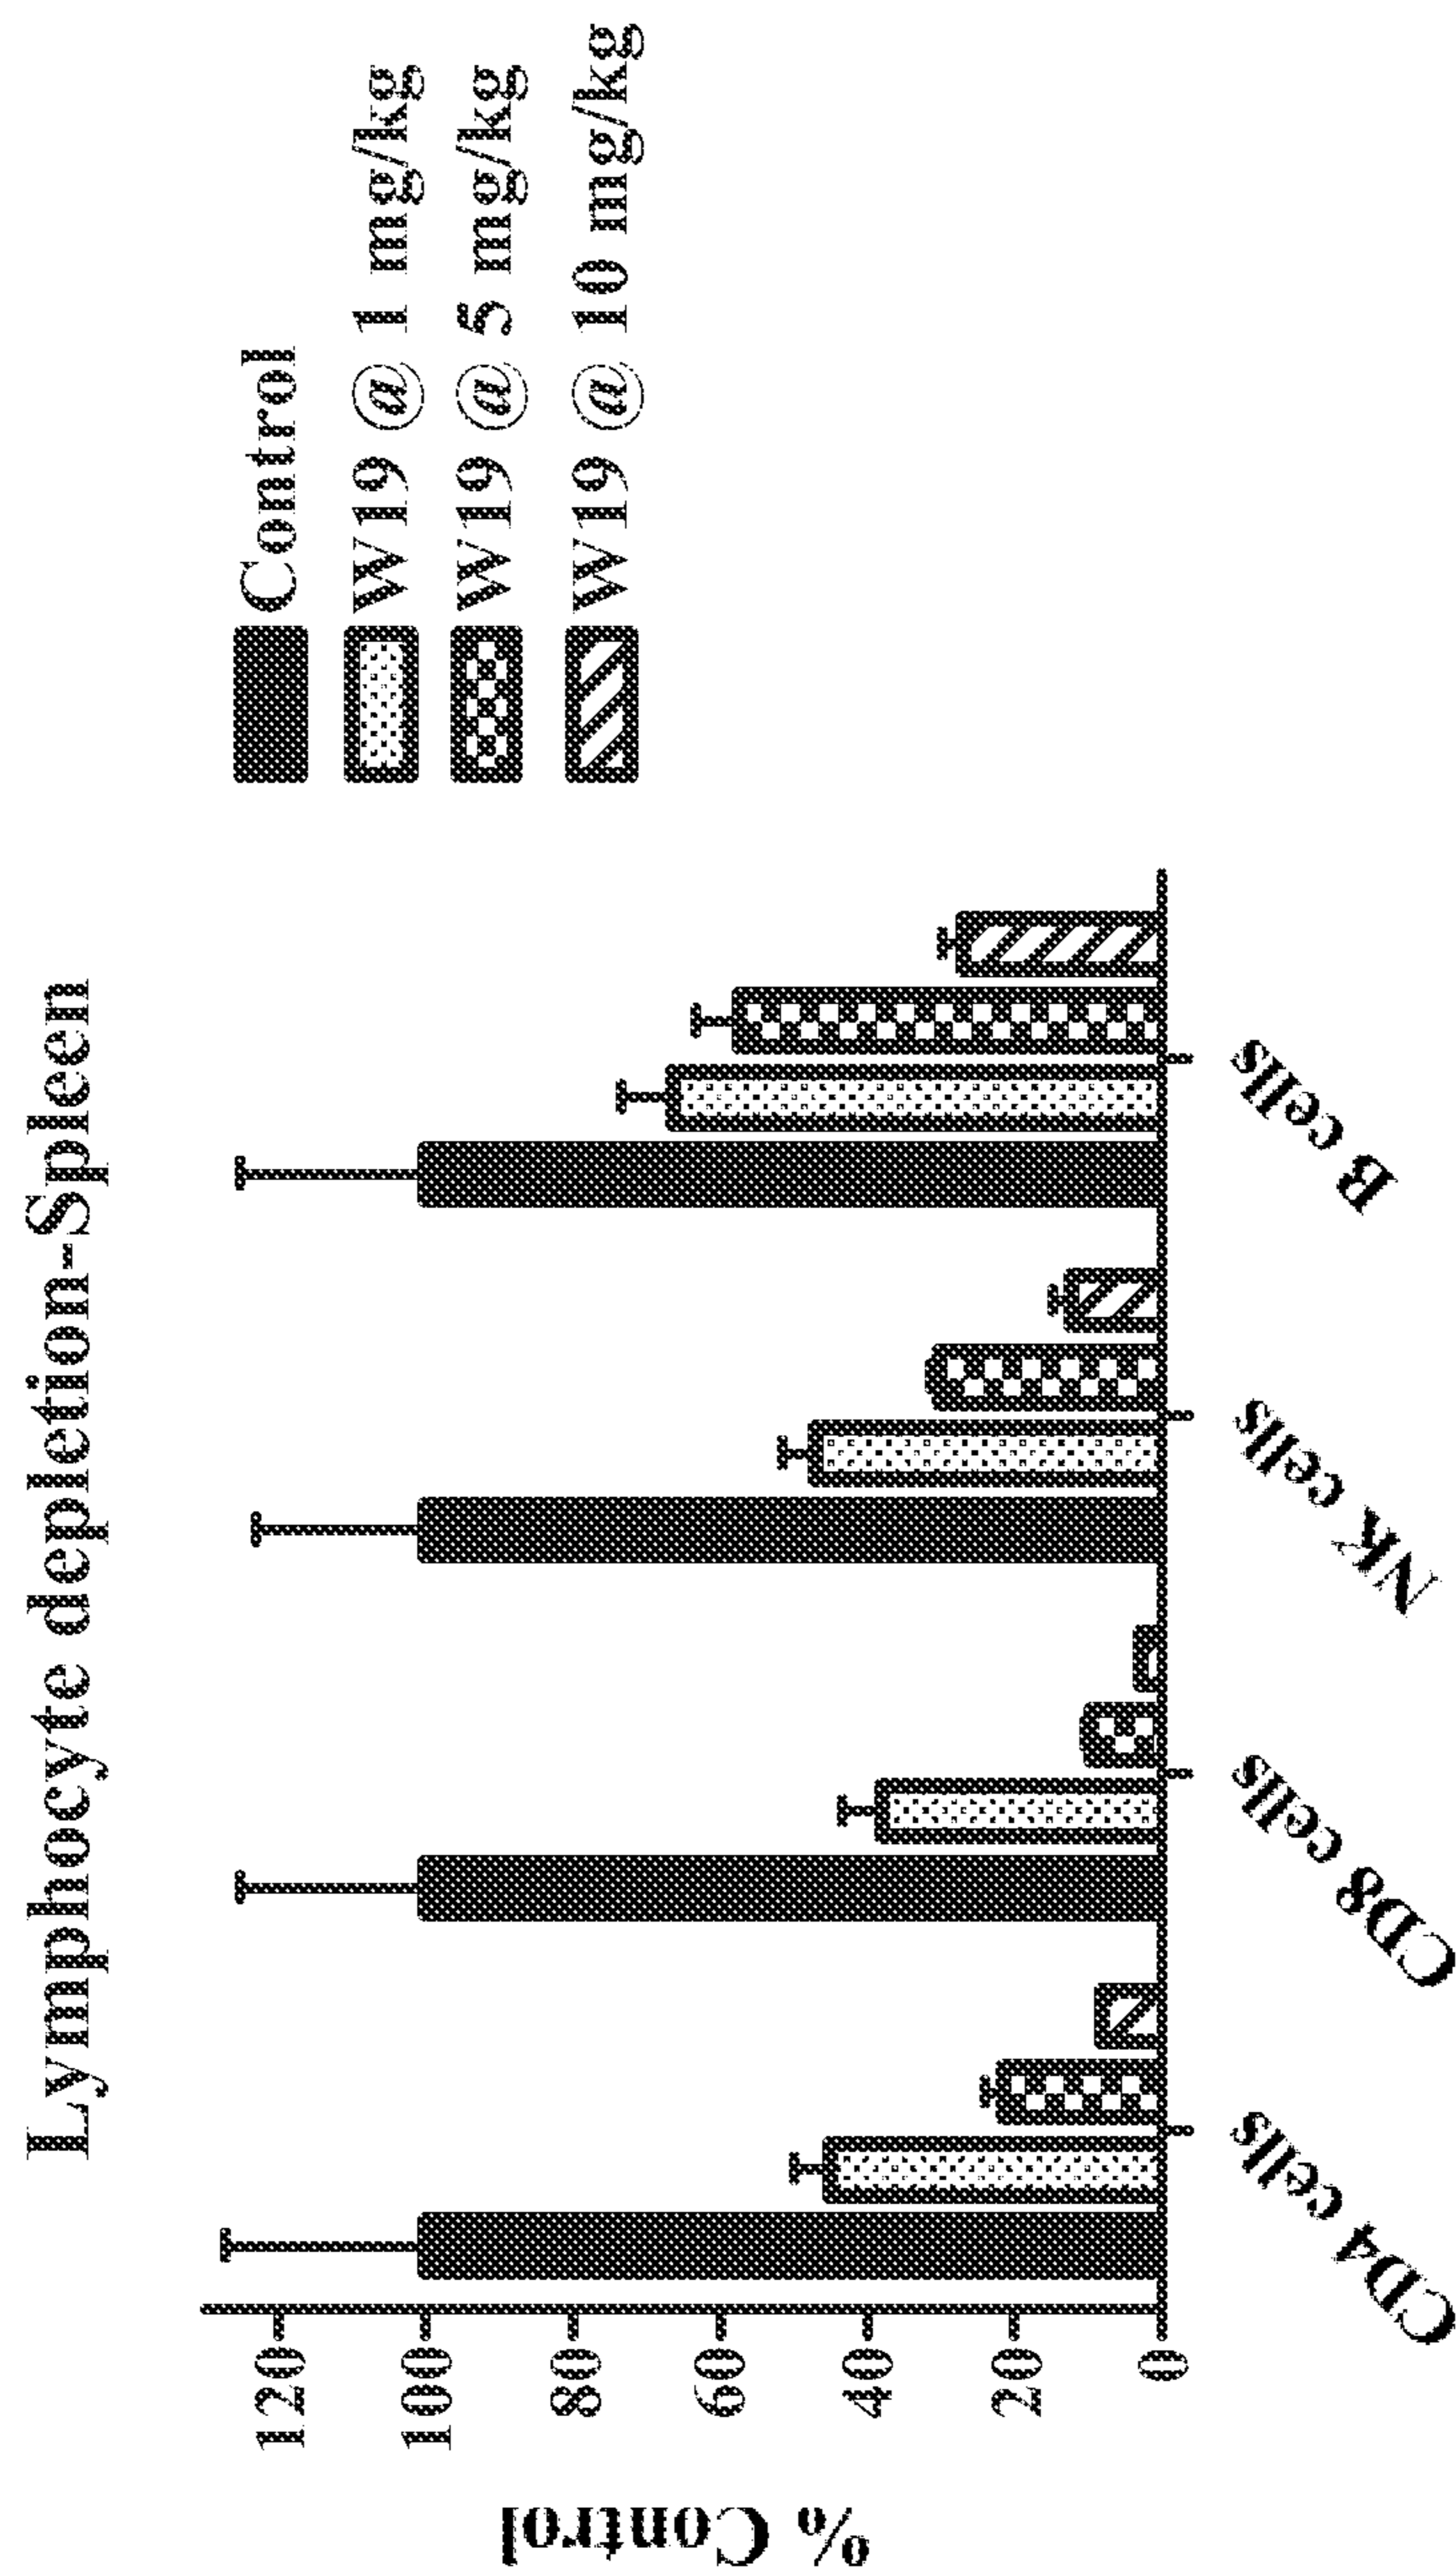 Lymphocyte depletion-Spleen
Control
W19 @ 1 mg/kg
W19 @ 5 mg/kg
W19 @ 10 mg/kg
% Control
120
100
80
60
40
20
0
CD4 cells
CD8 cells
NK cells
B cells